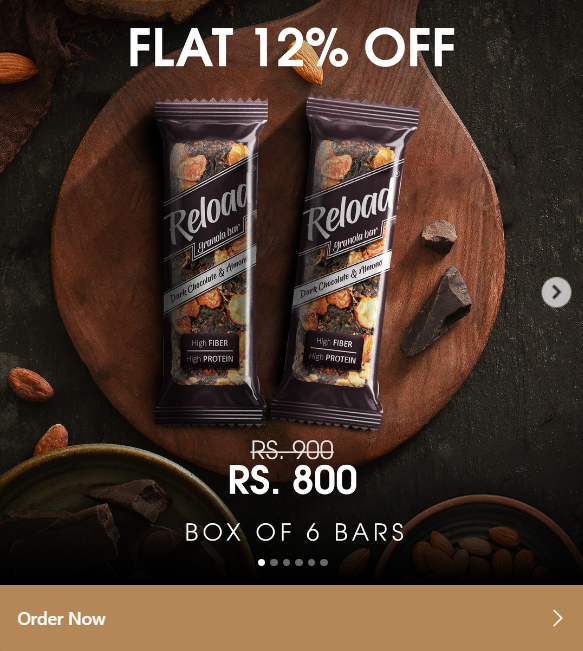 FLAT 12% OFF
Reload
granola bar
Dark Chocolate & Almond
High FIBER
High PROTEIN
Reload
granola bar
Dark Chocolate & Almond
High FIBER
High PROTEIN
RS. 900
RS. 800
BOX OF 6 BARS
Order Now